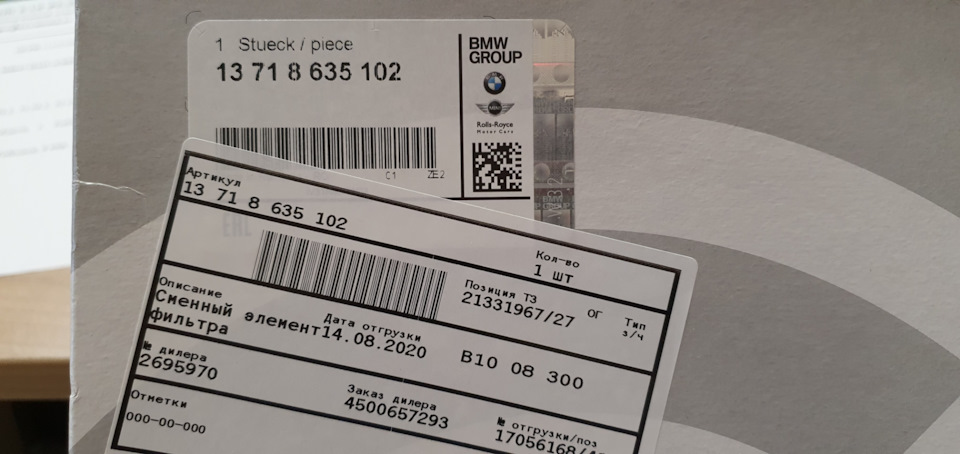 1 Stueck / piece
13 71 8 635 102
BMW
GROUP
Rolls-Royce
Motor Cars
C1 ZE2
Артикул
13 71 8 635 102
Кол-во
1 шт
Позиция ТЗ
21331967/27
ОГ
Тип
з/ч
Описание
Сменный элемент
фильтра
Дата отгрузки
14.08.2020
B10 08 300
№ дилера
2695970
Заказ дилера
4500657293
№ отгрузки/поз
17056168/
Отметки
000-00-000